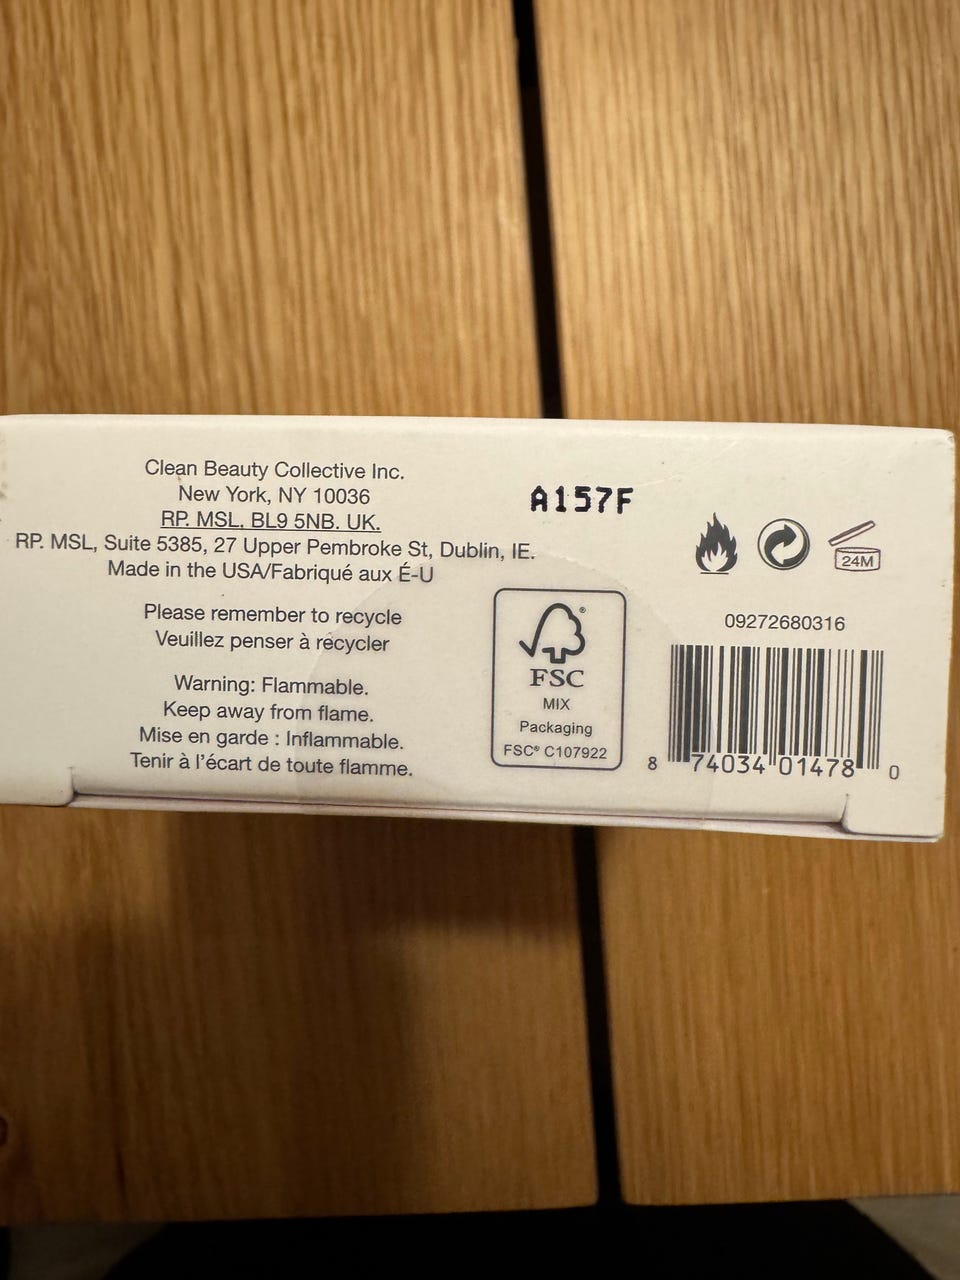 Clean Beauty Collective Inc.
New York, NY 10036
RP. MSL, BL9 5NB. UK.
RP. MSL, Suite 5385, 27 Upper Pembroke St, Dublin, IE.
Made in the USA/Fabriqué aux É-U
Please remember to recycle
Veuillez penser à recycler
Warning: Flammable.
Keep away from flame.
Mise en garde : Inflammable.
Tenir à l'écart de toute flamme.
A157F
FSC®
MIX
Packaging
FSC® C107922
24M
09272680316
8 74034 01478 0